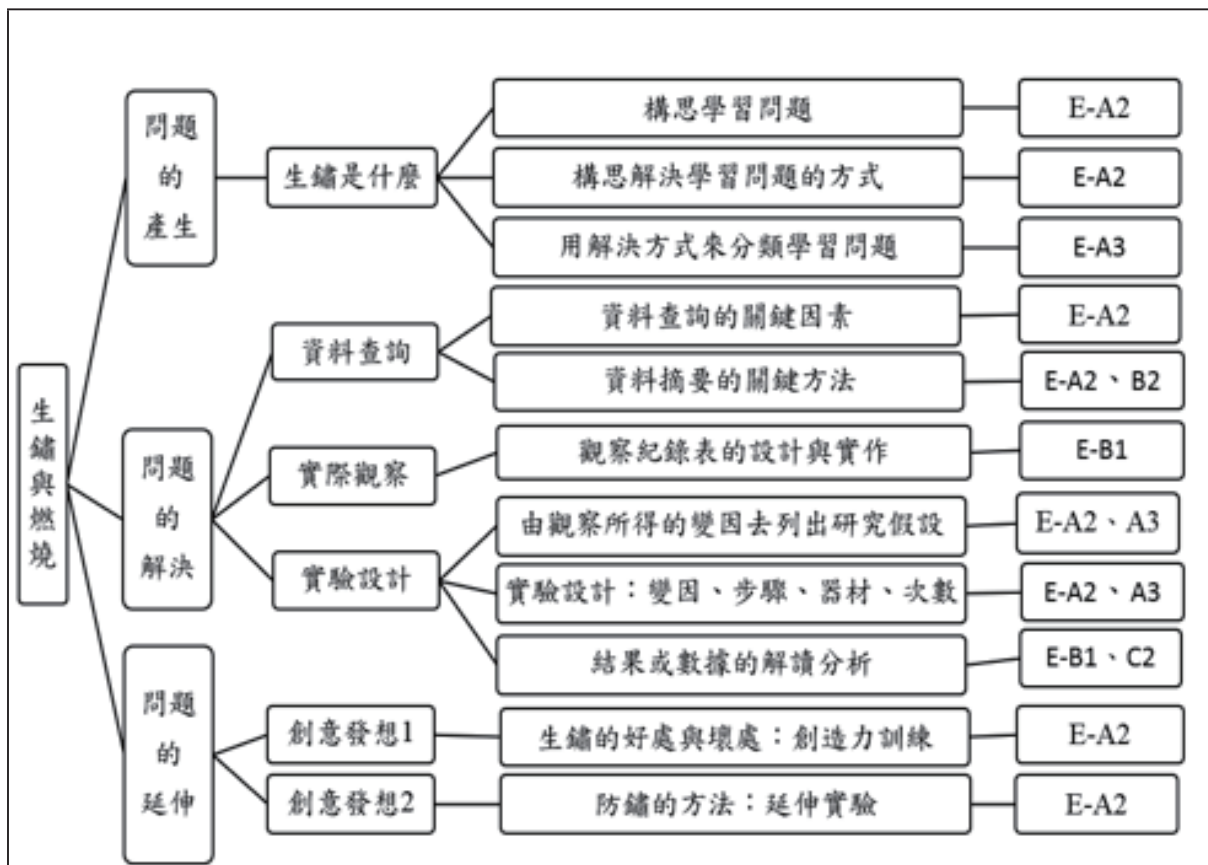 生鏽與燃燒
問題的產生
生鏽是什麼
構思學習問題
E-A2
構思解決學習問題的方式
E-A2
用解決方式來分類學習問題
E-A3
問題的解決
資料查詢
資料查詢的關鍵因素
E-A2
資料摘要的關鍵方法
E-A2、B2
實際觀察
觀察紀錄表的設計與實作
E-B1
實驗設計
由觀察所得的變因去列出研究假設
E-A2、A3
實驗設計：變因、步驟、器材、次數
E-A2、A3
結果或數據的解讀分析
E-B1、C2
問題的延伸
創意發想1
生鏽的好處與壞處：創造力訓練
E-A2
創意發想2
防鏽的方法：延伸實驗
E-A2